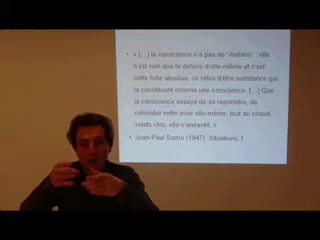 • « […] la conscience n'a pas de "dedans" ; elle
n'est rien que le dehors d'elle-même et c'est
cette fuite absolue, ce refus d'être substance qui
la constituent comme une conscience. […] Que
la conscience essaye de se reprendre, de
coïncider enfin avec elle-même, tout au chaud,
volets clos, elle s'anéantit. »
• Jean-Paul Sartre (1947). Situations, I.